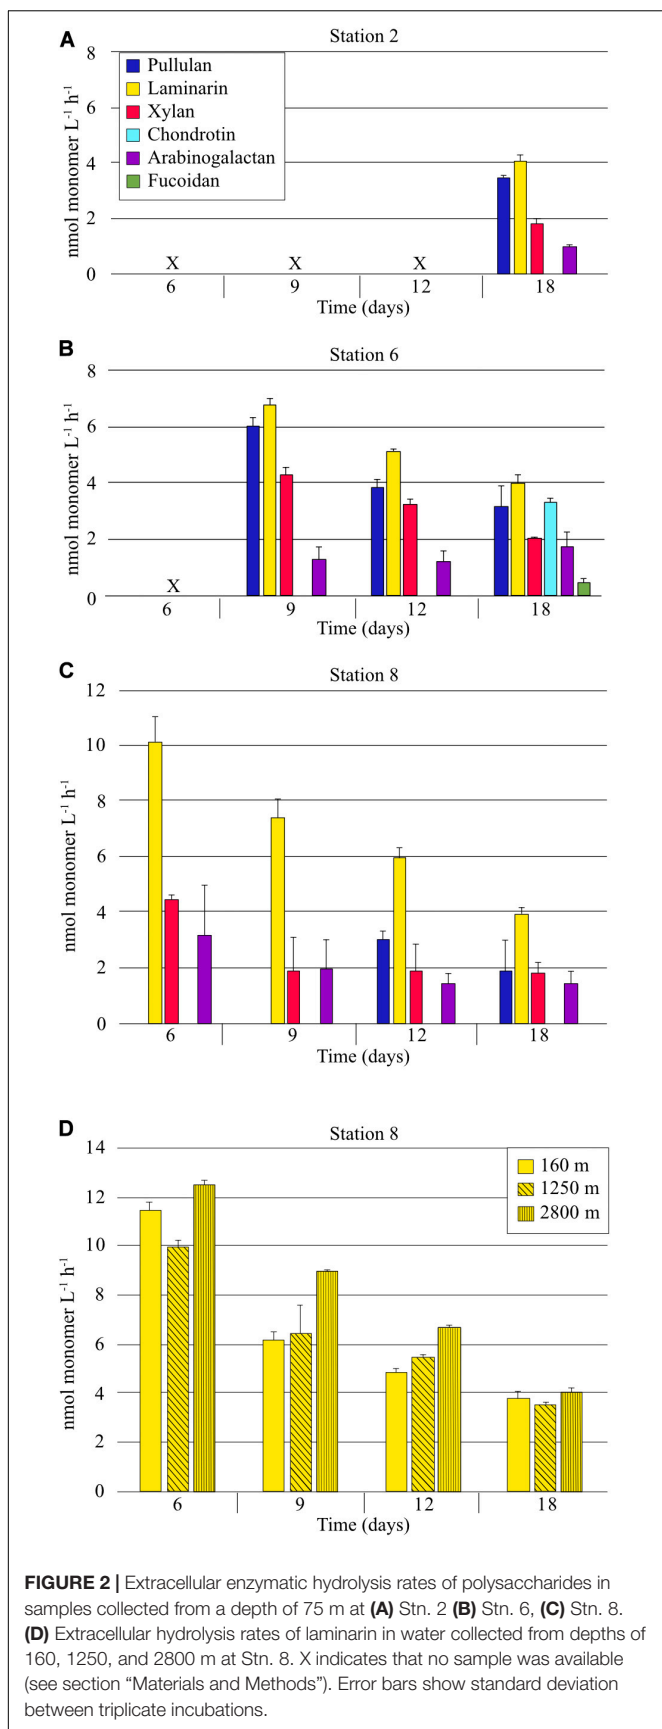 A
Station 2
8
Pullulan
Laminarin
6
Xylan
Chondrotin
4
Arabinogalactan
Fucoidan
2
0
nmol monomer L⁻¹ h⁻¹
X X X
6 9 12 18
Time (days)
B
Station 6
8
6
4
2
0
nmol monomer L⁻¹ h⁻¹
X
6 9 12 18
Time (days)
C
Station 8
12
10
8
6
4
2
0
nmol monomer L⁻¹ h⁻¹
6 9 12 18
Time (days)
D
Station 8
14
160 m
12
1250 m
2800 m
10
8
6
4
2
0
nmol monomer L⁻¹ h⁻¹
6 9 12 18
Time (days)
FIGURE 2 | Extracellular enzymatic hydrolysis rates of polysaccharides in
samples collected from a depth of 75 m at (A) Stn. 2 (B) Stn. 6, (C) Stn. 8.
(D) Extracellular hydrolysis rates of laminarin in water collected from depths of
160, 1250, and 2800 m at Stn. 8. X indicates that no sample was available
(see section “Materials and Methods”). Error bars show standard deviation
between triplicate incubations.